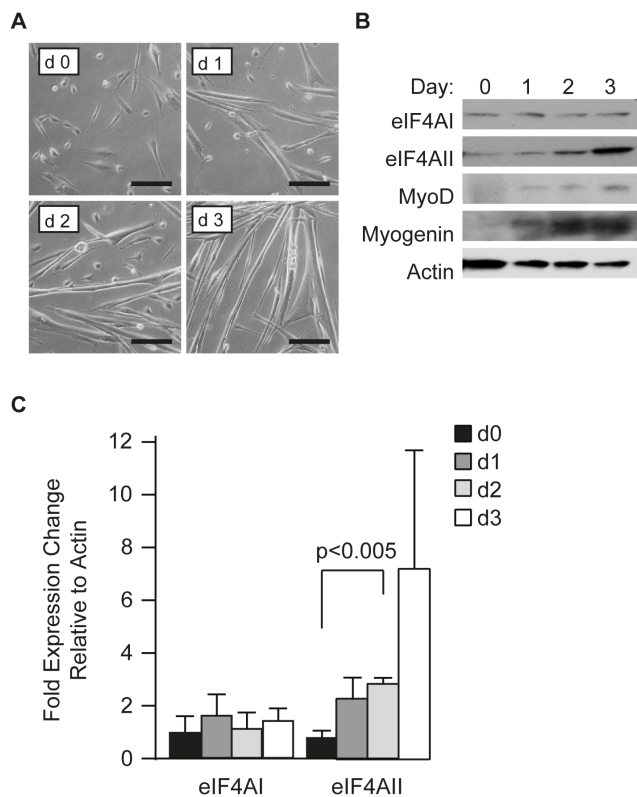 A
d 0
d 1
d 2
d 3
B
Day: 0 1 2 3
eIF4AI
eIF4AII
MyoD
Myogenin
Actin
C
Fold Expression Change
Relative to Actin
12
10
8
6
4
2
0
p<0.005
d0
d1
d2
d3
eIF4AI eIF4AII